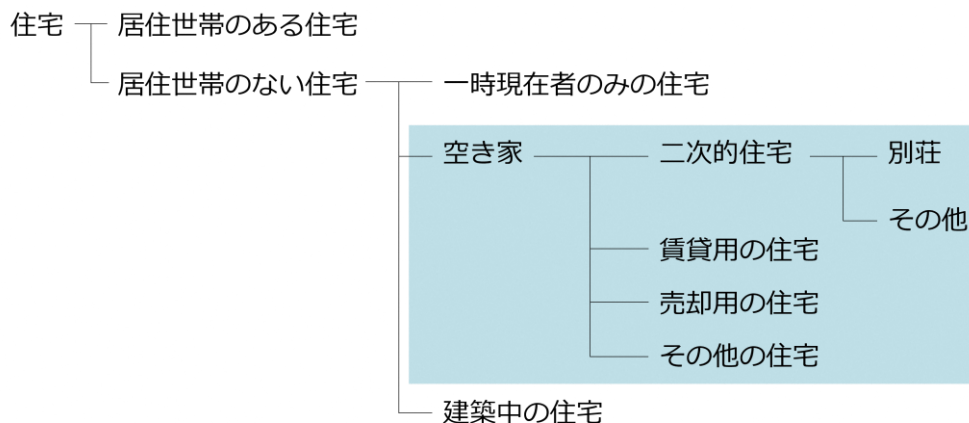 住宅 居住世帯のある住宅
居住世帯のない住宅 一時現在者のみの住宅
空き家 二次的住宅 別荘
その他
賃貸用の住宅
売却用の住宅
その他の住宅
建築中の住宅